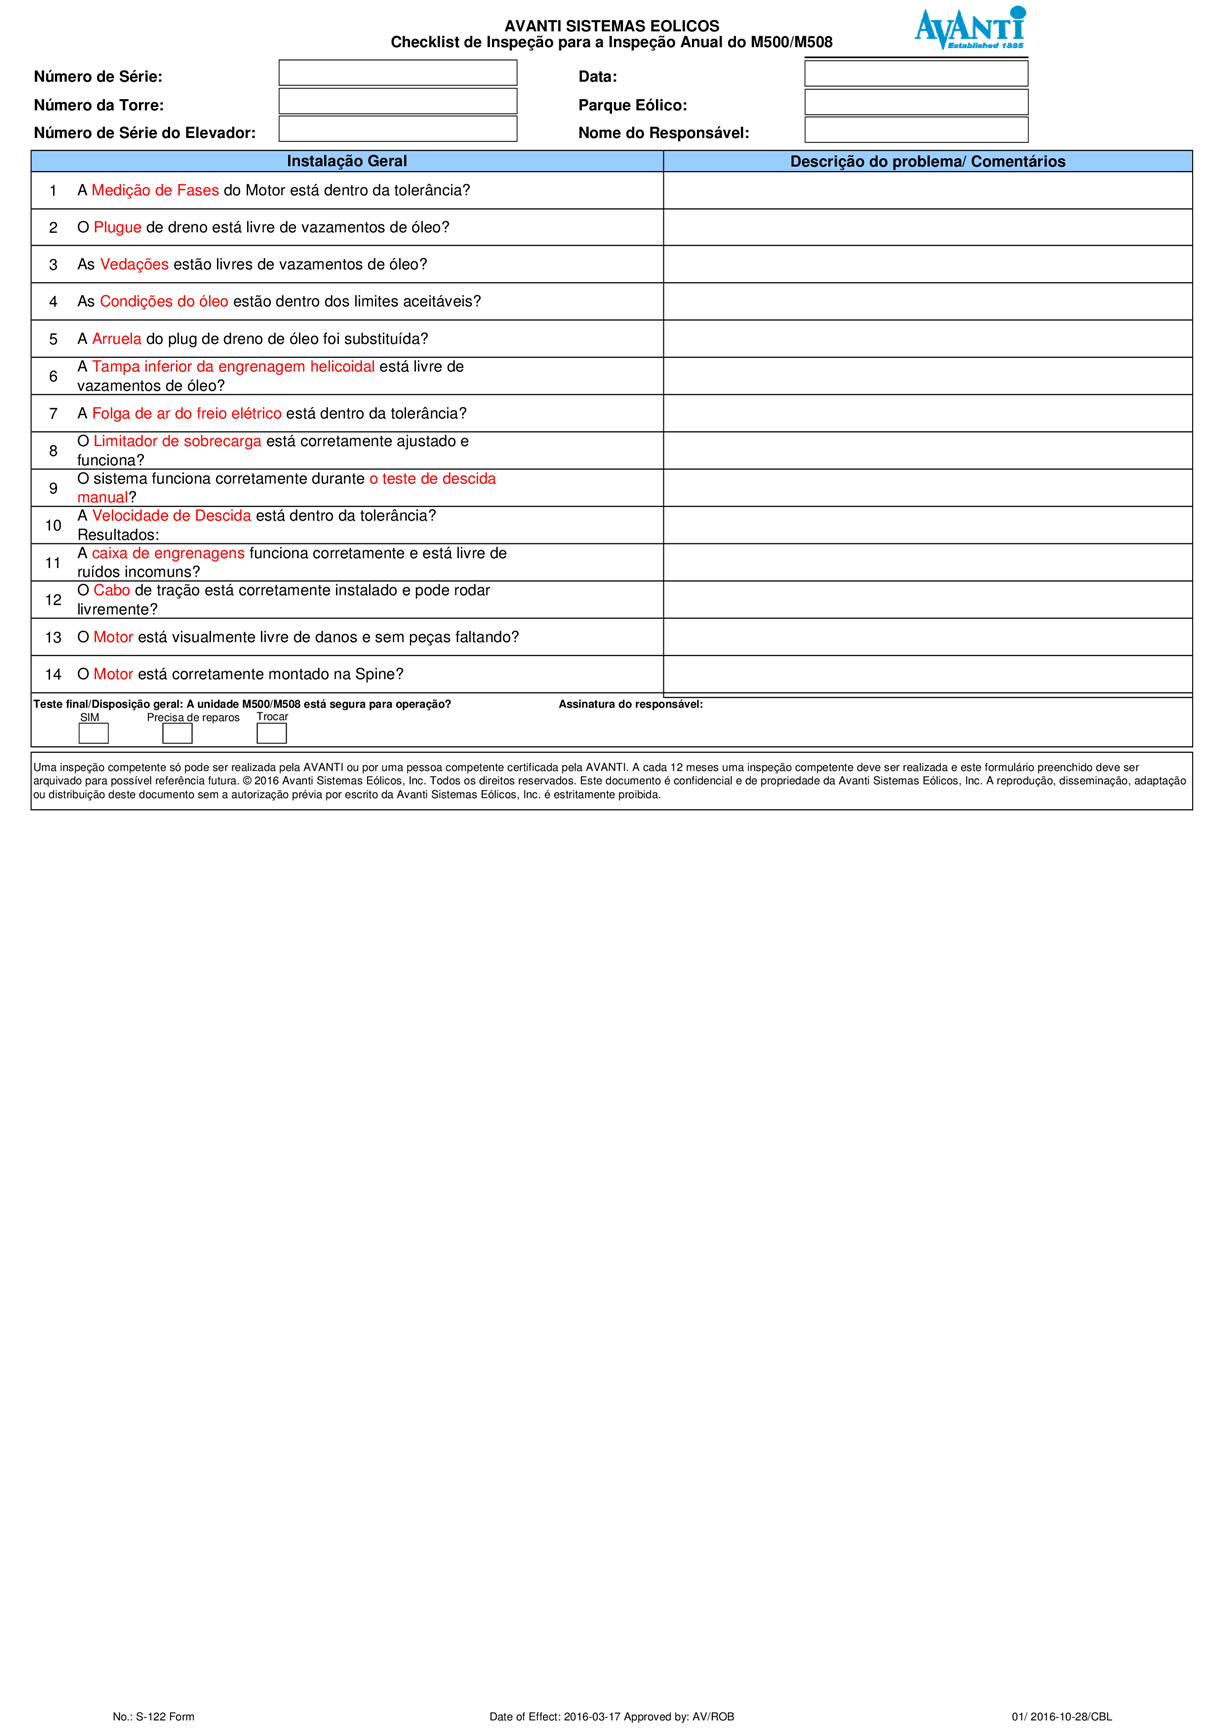 AVANTI SISTEMAS EOLICOS
Checklist de Inspeção para a Inspeção Anual do M500/M508
AVANTI
Established 1885
Número de Série:
Data:
Número da Torre:
Parque Eólico:
Número de Série do Elevador:
Nome do Responsável:
Instalação Geral
Descrição do problema/ Comentários
1 A Medição de Fases do Motor está dentro da tolerância?
2 O Plugue de dreno está livre de vazamentos de óleo?
3 As Vedações estão livres de vazamentos de óleo?
4 As Condições do óleo estão dentro dos limites aceitáveis?
5 A Arruela do plug de dreno de óleo foi substituída?
6 A Tampa inferior da engrenagem helicoidal está livre de
vazamentos de óleo?
7 A Folga de ar do freio elétrico está dentro da tolerância?
8 O Limitador de sobrecarga está corretamente ajustado e
funciona?
9 O sistema funciona corretamente durante o teste de descida
manual?
10 A Velocidade de Descida está dentro da tolerância?
Resultados:
11 A caixa de engrenagens funciona corretamente e está livre de
ruídos incomuns?
12 O Cabo de tração está corretamente instalado e pode rodar
livremente?
13 O Motor está visualmente livre de danos e sem peças faltando?
14 O Motor está corretamente montado na Spine?
Teste final/Disposição geral: A unidade M500/M508 está segura para operação?
Assinatura do responsável:
SIM
Precisa de reparos
Trocar
Uma inspeção competente só pode ser realizada pela AVANTI ou por uma pessoa competente certificada pela AVANTI. A cada 12 meses uma inspeção competente deve ser realizada e este formulário preenchido deve ser
arquivado para possível referência futura. © 2016 Avanti Sistemas Eólicos, Inc. Todos os direitos reservados. Este documento é confidencial e de propriedade da Avanti Sistemas Eólicos, Inc. A reprodução, disseminação, adaptação
ou distribuição deste documento sem a autorização prévia por escrito da Avanti Sistemas Eólicos, Inc. é estritamente proibida.
No.: S-122 Form
Date of Effect: 2016-03-17 Approved by: AV/ROB
01/ 2016-10-28/CBL